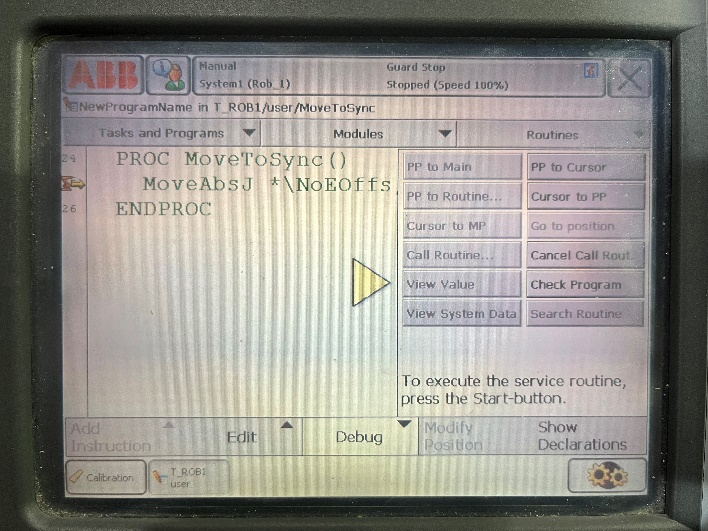 ABB
Manual
System1 (Rob_1)
Guard Stop
Stopped (Speed 100%)
NewProgramName in T_ROB1/user/MoveToSync
Tasks and Programs
Modules
Routines
24
PROC MoveToSync()
MoveAbsJ *\NoEOffs,
26
ENDPROC
PP to Main
PP to Cursor
PP to Routine...
Cursor to PP
Cursor to MP
Go to position
Call Routine...
Cancel Call Rout.
View Value
Check Program
View System Data
Search Routine
To execute the service routine,
press the Start-button.
Add
Instruction
Edit
Debug
Modify
Position
Show
Declarations
Calibration
T_ROB1
user